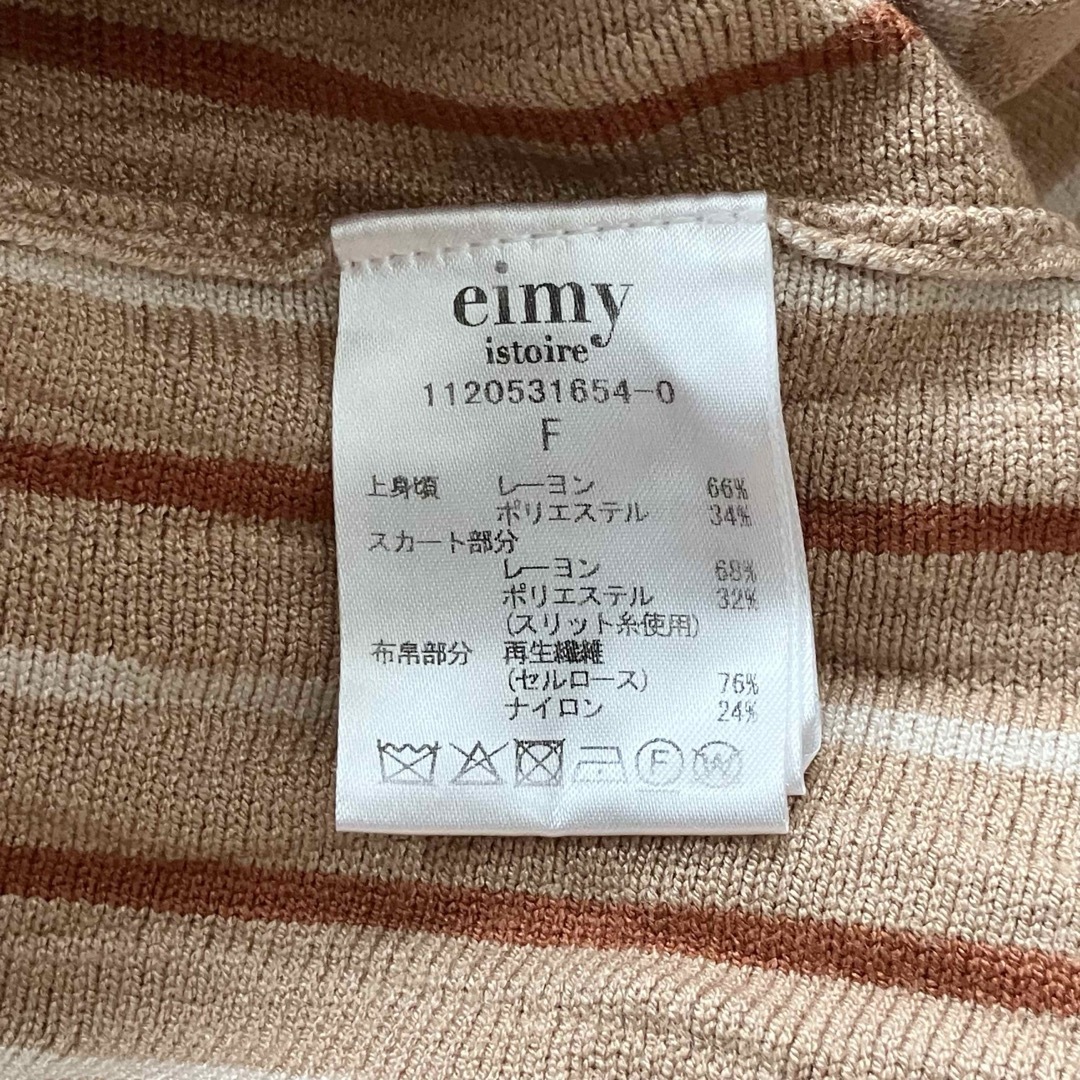 eimy
istoire
1120531654-0
F
上身頃 レーヨン 66%
ポリエステル 34%
スカート部分
レーヨン 68%
ポリエステル 32%
(スリット糸使用)
布帛部分 再生繊維
(セルロース) 76%
ナイロン 24%
F W